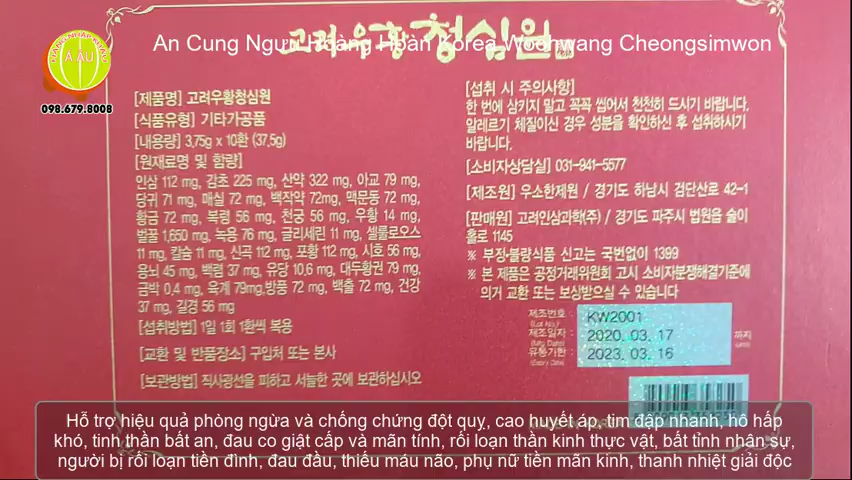 An Cung Ngưu Hoàng Hoàn Korea Woohwang Cheongsimwon
고려우황청심원
HÀNG NHẬP KHẨU
Á ÂU
098.679.8008
[제품명] 고려우황청심원
[식품유형] 기타가공품
[내용량] 3.75g x 10환 (37.5g)
[원재료명 및 함량]
인삼 112 mg, 감초 225 mg, 산약 322 mg, 아교 79 mg,
당귀 71 mg, 매실 72 mg, 백작약 72mg, 맥문동 72 mg,
황금 72 mg, 복령 56 mg, 천궁 56 mg, 우황 14 mg,
벌꿀 1,650 mg, 녹용 76 mg, 글리세린 11 mg, 셀룰로오스
11 mg, 칼슘 11 mg, 신곡 112 mg, 포황 112 mg, 시호 56 mg,
용뇌 45 mg, 백렴 37 mg, 유당 10.6 mg, 대두황권 79 mg,
금박 0.4 mg, 육계 79mg,방풍 72 mg, 백출 72 mg, 건강
37 mg, 길경 56 mg
[섭취방법] 1일 1회 1환씩 복용
[교환 및 반품장소] 구입처 또는 본사
[보관방법] 직사광선을 피하고 서늘한 곳에 보관하십시오
[섭취 시 주의사항]
한 번에 삼키지 말고 꼭꼭 씹어서 천천히 드시기 바랍니다.
알레르기 체질이신 경우 성분을 확인하신 후 섭취하시기
바랍니다.
[소비자상담실] 031-941-5577
[제조원] 우소한제원 / 경기도 하남시 검단산로 42-1
[판매원] 고려인삼과학(주) / 경기도 파주시 법원읍 술이
홀로 1145
※ 부정·불량식품 신고는 국번없이 1399
※ 본 제품은 공정거래위원회 고시 소비자분쟁해결기준에
의거 교환 또는 보상받으실 수 있습니다
제조번호 : KW2001
(Lot No.)
제조일자 : 2020. 03. 17
(Mfg Date)
유통기한 : 2023. 03. 16 까지
(Expiry Date)
Hỗ trợ hiệu quả phòng ngừa và chống chứng đột quỵ, cao huyết áp, tim đập nhanh, hô hấp
khó, tinh thần bất an, đau co giật cấp và mãn tính, rối loạn thần kinh thực vật, bất tỉnh nhân sự,
người bị rối loạn tiền đình, đau đầu, thiếu máu não, phụ nữ tiền mãn kinh, thanh nhiệt giải độc